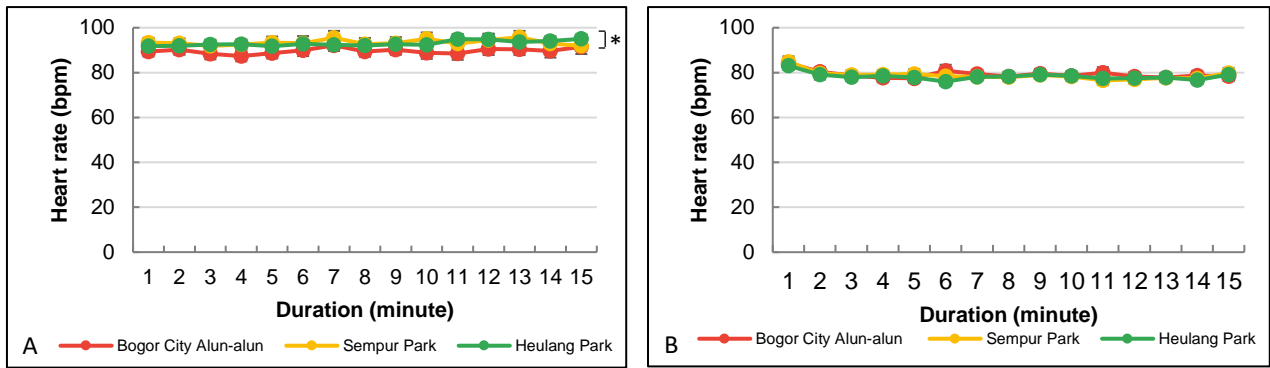 100
80
60
40
20
0
Heart rate (bpm)
*
1 2 3 4 5 6 7 8 9 10 11 12 13 14 15
Duration (minute)
A Bogor City Alun-alun Sempur Park Heulang Park
100
80
60
40
20
0
Heart rate (bpm)
1 2 3 4 5 6 7 8 9 10 11 12 13 14 15
Duration (minute)
B Bogor City Alun-alun Sempur Park Heulang Park